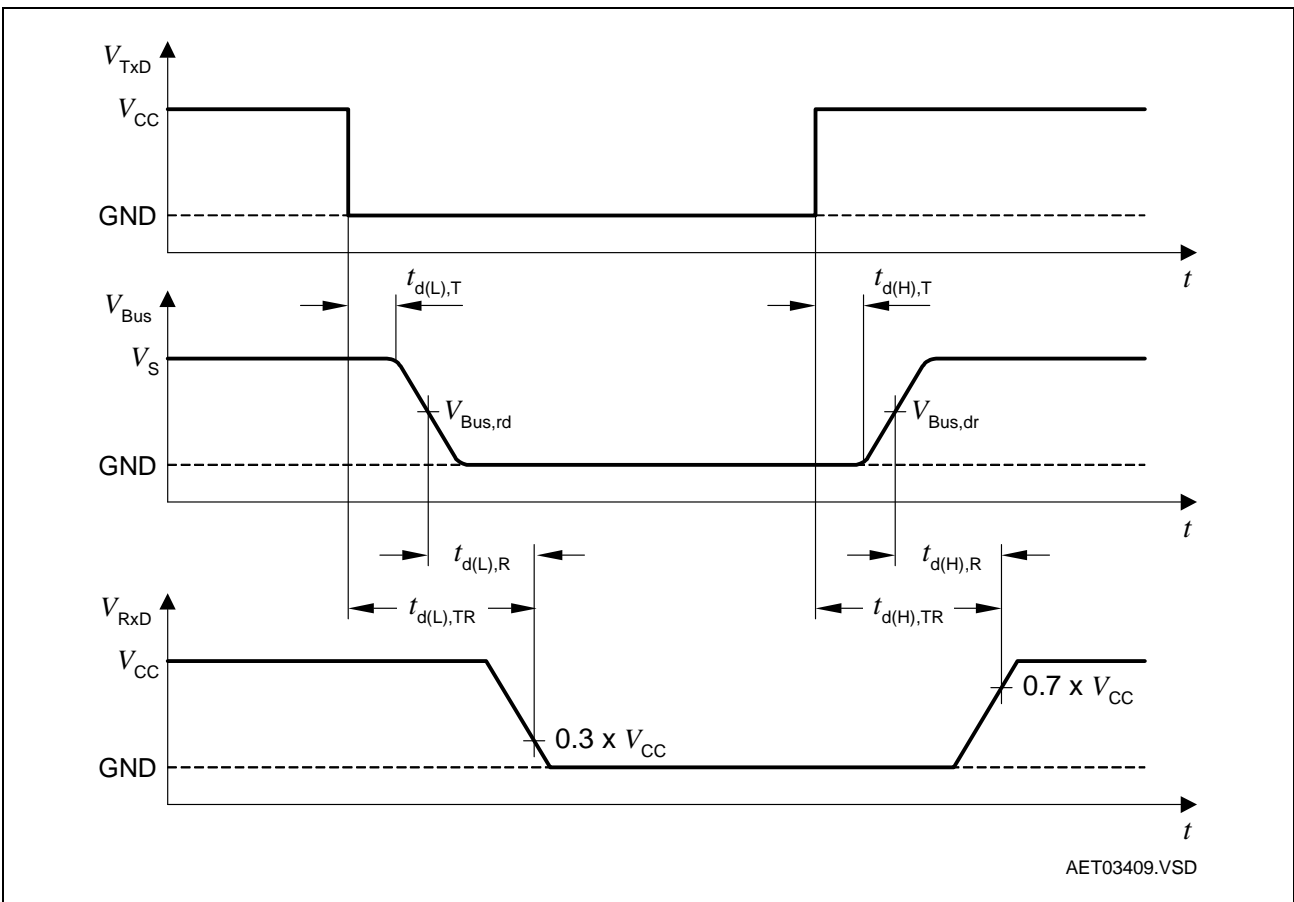 V_TxD
V_CC
GND
t
t_d(L),T
t_d(H),T
V_Bus
V_S
V_Bus,rd
V_Bus,dr
GND
t
t_d(L),R
t_d(H),R
V_RxD
t_d(L),TR
t_d(H),TR
V_CC
0.7 x V_CC
0.3 x V_CC
GND
t
AET03409.VSD